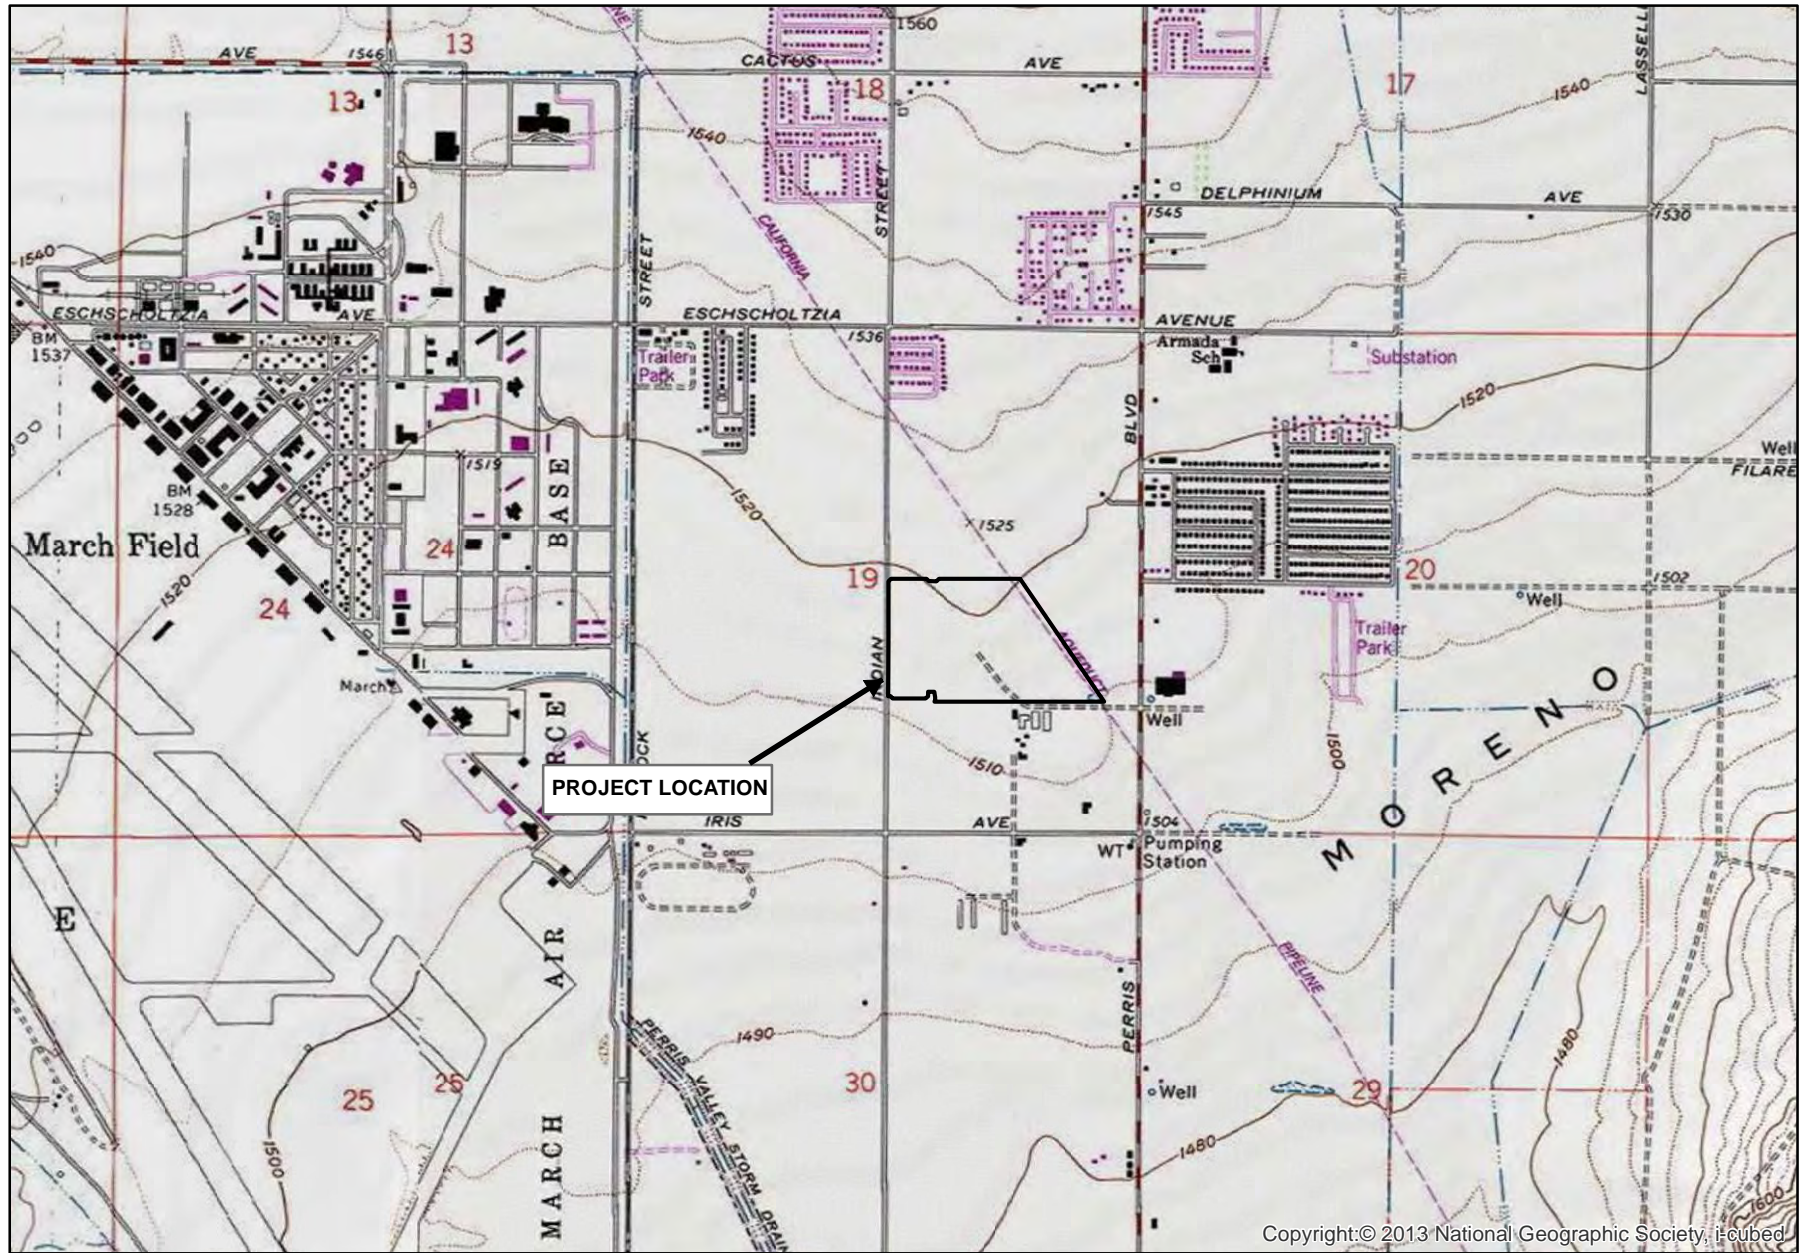 1560
13
AVE
1546
CACTUS
AVE
LASSELL
13
18
17
1540
1540
DELPHINIUM
AVE
1545
1530
STREET
CALIFORNIA
STREET
1540
ESCHSCHOLTZIA
AVE
ESCHSCHOLTZIA
AVENUE
BM
1537
1536
Armada
Sch
Trailer
Park
Substation
1520
BLVD
Well
FILARE
1519
BASE
1520
1525
BM
1528
March Field
24
19
20
1502
1520
24
Well
AQUEDUCT
Trailer
Park
March
Well
MORENO
1500
1510
PROJECT LOCATION
IRIS
AVE
1504
WT
Pumping
Station
E
AIR
PIPELINE
PERRIS
1490
PERRIS VALLEY STORM DRAIN
1480
25
25
30
Well
29
1500
MARCH
1480
1600
Copyright:© 2013 National Geographic Society, i-cubed